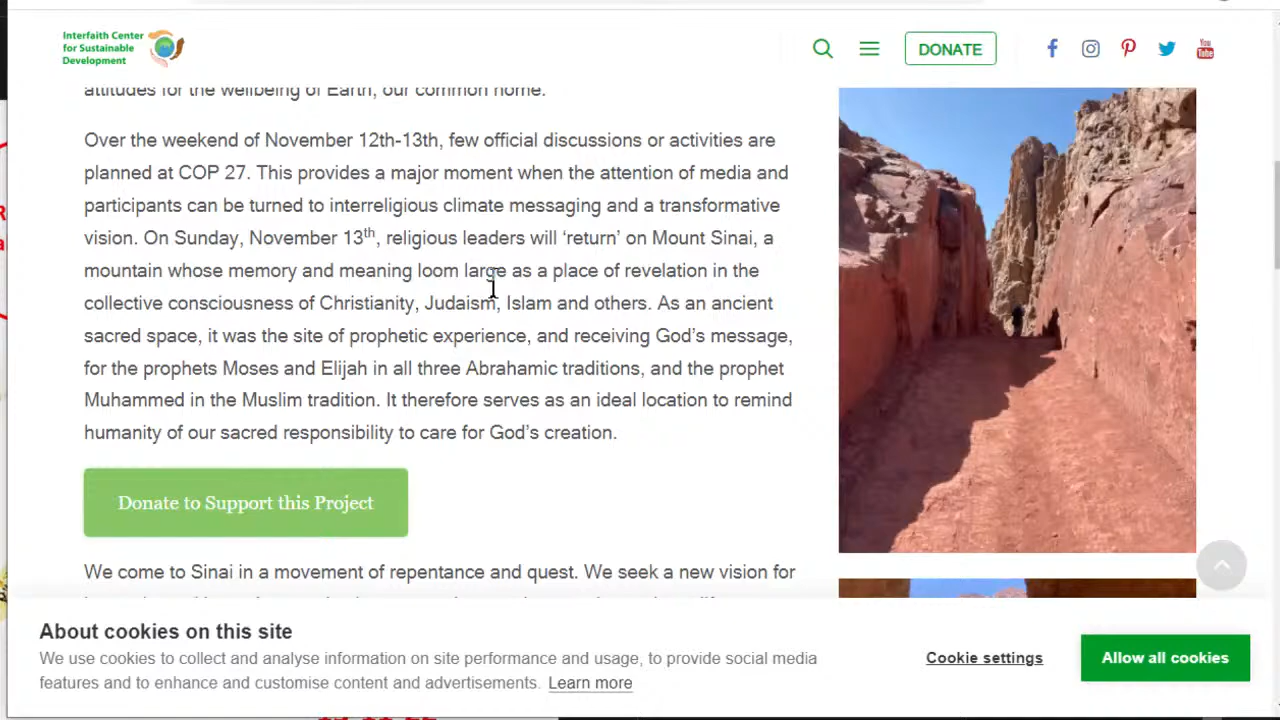 Interfaith Center
for Sustainable
Development
DONATE
You
Tube
attitudes for the wellbeing of Earth, our common home.
Over the weekend of November 12th-13th, few official discussions or activities are
planned at COP 27. This provides a major moment when the attention of media and
participants can be turned to interreligious climate messaging and a transformative
vision. On Sunday, November 13th, religious leaders will ‘return’ on Mount Sinai, a
mountain whose memory and meaning loom large as a place of revelation in the
collective consciousness of Christianity, Judaism, Islam and others. As an ancient
sacred space, it was the site of prophetic experience, and receiving God’s message,
for the prophets Moses and Elijah in all three Abrahamic traditions, and the prophet
Muhammed in the Muslim tradition. It therefore serves as an ideal location to remind
humanity of our sacred responsibility to care for God’s creation.
Donate to Support this Project
We come to Sinai in a movement of repentance and quest. We seek a new vision for
About cookies on this site
We use cookies to collect and analyse information on site performance and usage, to provide social media
features and to enhance and customise content and advertisements. Learn more
Cookie settings
Allow all cookies